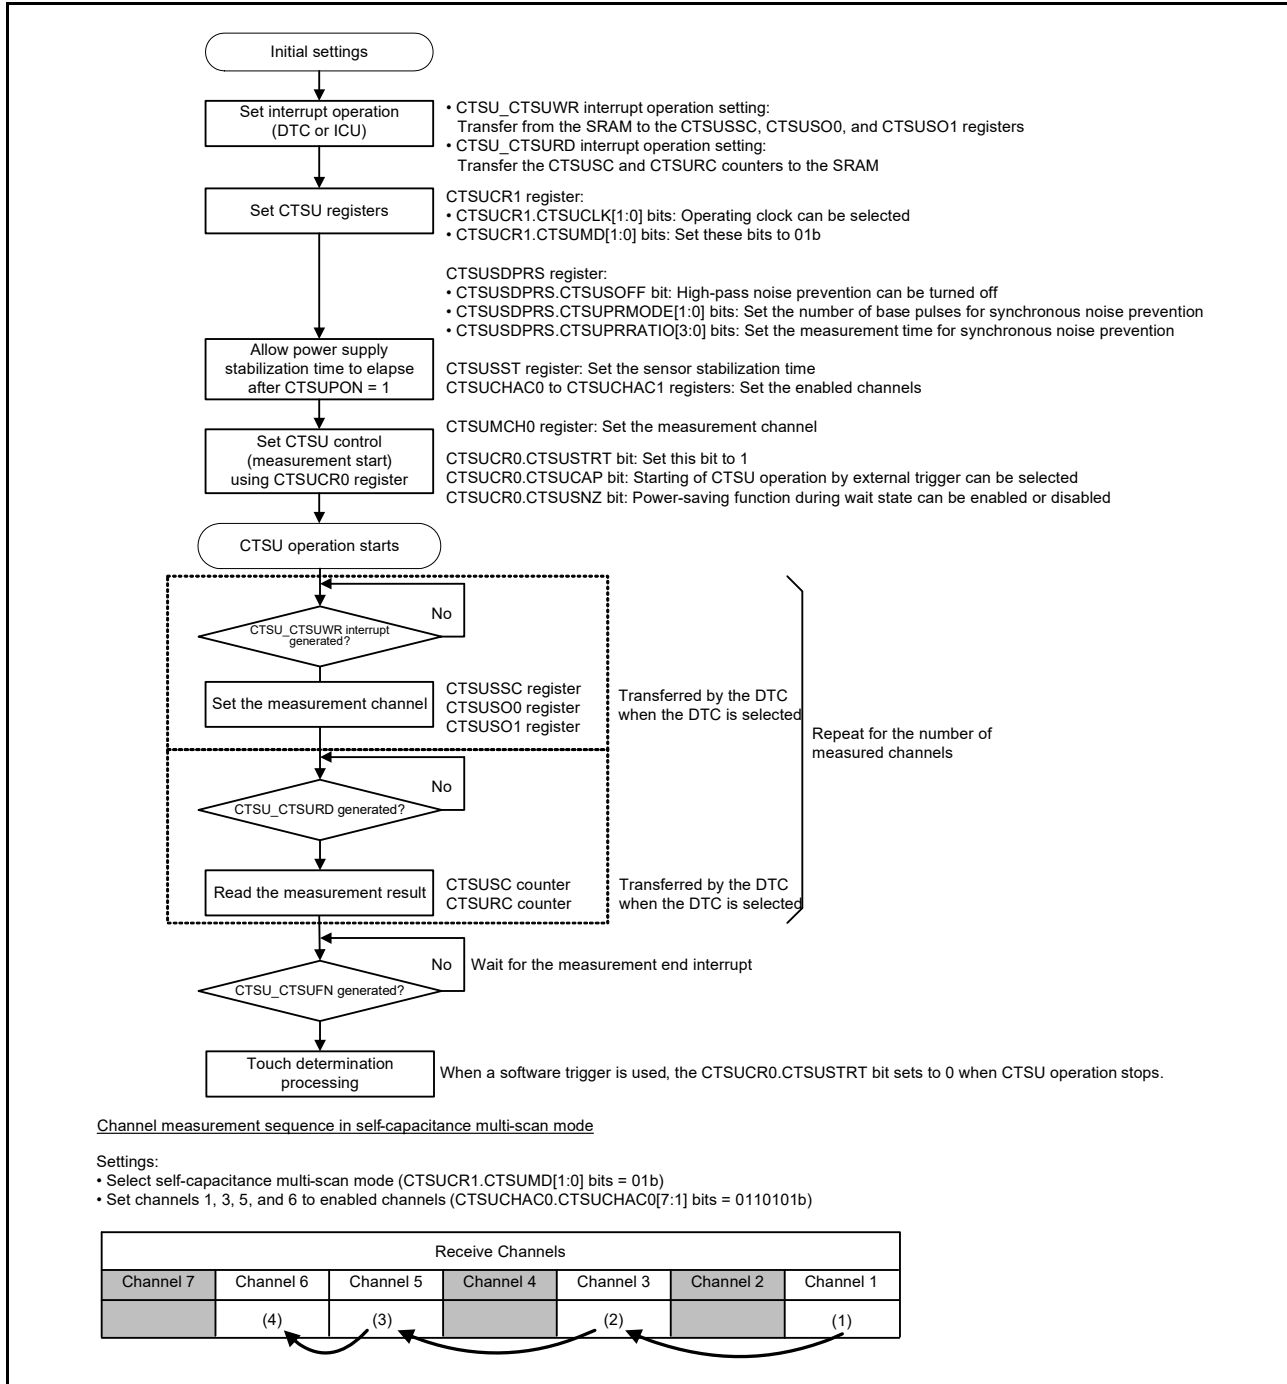 Initial settings
Set interrupt operation
(DTC or ICU)
• CTSU_CTSUWR interrupt operation setting:
Transfer from the SRAM to the CTSUSSC, CTSUSO0, and CTSUSO1 registers
• CTSU_CTSURD interrupt operation setting:
Transfer the CTSUSC and CTSURC counters to the SRAM
Set CTSU registers
CTSUCR1 register:
• CTSUCR1.CTSUCLK[1:0] bits: Operating clock can be selected
• CTSUCR1.CTSUMD[1:0] bits: Set these bits to 01b
CTSUSDPRS register:
• CTSUSDPRS.CTSUSOFF bit: High-pass noise prevention can be turned off
• CTSUSDPRS.CTSUPRMODE[1:0] bits: Set the number of base pulses for synchronous noise prevention
• CTSUSDPRS.CTSUPRRATIO[3:0] bits: Set the measurement time for synchronous noise prevention
Allow power supply
stabilization time to elapse
after CTSUPON = 1
CTSUSST register: Set the sensor stabilization time
CTSUCHAC0 to CTSUCHAC1 registers: Set the enabled channels
CTSUMCH0 register: Set the measurement channel
Set CTSU control
(measurement start)
using CTSUCR0 register
CTSUCR0.CTSUSTRT bit: Set this bit to 1
CTSUCR0.CTSUCAP bit: Starting of CTSU operation by external trigger can be selected
CTSUCR0.CTSUSNZ bit: Power-saving function during wait state can be enabled or disabled
CTSU operation starts
No
CTSU_CTSUWR interrupt
generated?
Set the measurement channel
CTSUSSC register
CTSUSO0 register
CTSUSO1 register
Transferred by the DTC
when the DTC is selected
Repeat for the number of
measured channels
No
CTSU_CTSURD generated?
Read the measurement result
CTSUSC counter
CTSURC counter
Transferred by the DTC
when the DTC is selected
No
Wait for the measurement end interrupt
CTSU_CTSUFN generated?
Touch determination
processing
When a software trigger is used, the CTSUCR0.CTSUSTRT bit sets to 0 when CTSU operation stops.
Channel measurement sequence in self-capacitance multi-scan mode
Settings:
• Select self-capacitance multi-scan mode (CTSUCR1.CTSUMD[1:0] bits = 01b)
• Set channels 1, 3, 5, and 6 to enabled channels (CTSUCHAC0.CTSUCHAC0[7:1] bits = 0110101b)
Receive Channels
Channel 7 Channel 6 Channel 5 Channel 4 Channel 3 Channel 2 Channel 1
(4) (3) (2) (1)